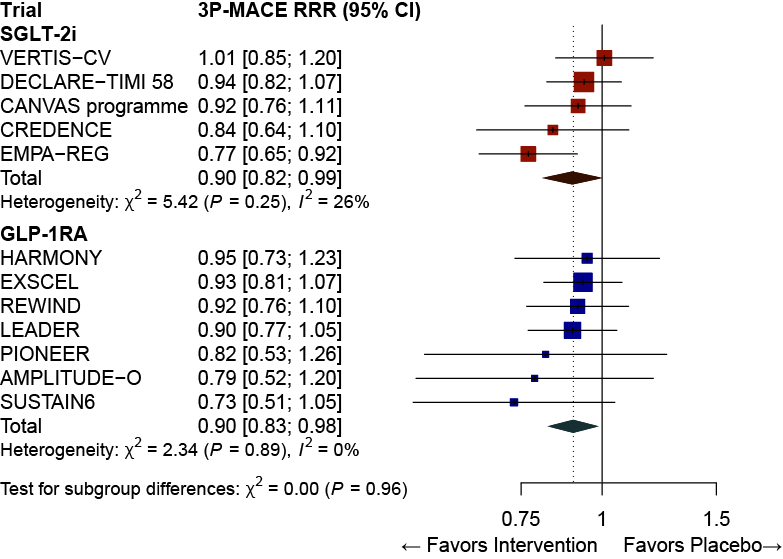 Trial 3P-MACE RRR (95% CI)
SGLT-2i
VERTIS−CV 1.01 [0.85; 1.20]
DECLARE−TIMI 58 0.94 [0.82; 1.07]
CANVAS programme 0.92 [0.76; 1.11]
CREDENCE 0.84 [0.64; 1.10]
EMPA−REG 0.77 [0.65; 0.92]
Total 0.90 [0.82; 0.99]
Heterogeneity: χ² = 5.42 (P = 0.25), I² = 26%
GLP-1RA
HARMONY 0.95 [0.73; 1.23]
EXSCEL 0.93 [0.81; 1.07]
REWIND 0.92 [0.76; 1.10]
LEADER 0.90 [0.77; 1.05]
PIONEER 0.82 [0.53; 1.26]
AMPLITUDE−O 0.79 [0.52; 1.20]
SUSTAIN6 0.73 [0.51; 1.05]
Total 0.90 [0.83; 0.98]
Heterogeneity: χ² = 2.34 (P = 0.89), I² = 0%
Test for subgroup differences: χ² = 0.00 (P = 0.96)
0.75 1 1.5
← Favors Intervention Favors Placebo→